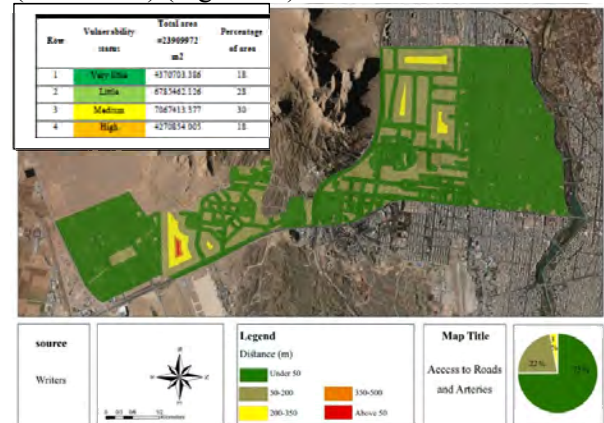 Row
Vulnerability status
Total area =23909972 m2
Percentage of area
1 Very little 4370703.386 18
2 Little 6785462.126 28
3 Medium 7067413.577 30
4 High 4270854.005 18
source
Writers
Legend
Distance (m)
Under 50
50-200
200-350
350-500
Above 50
Map Title
Access to Roads
and Arteries
22%